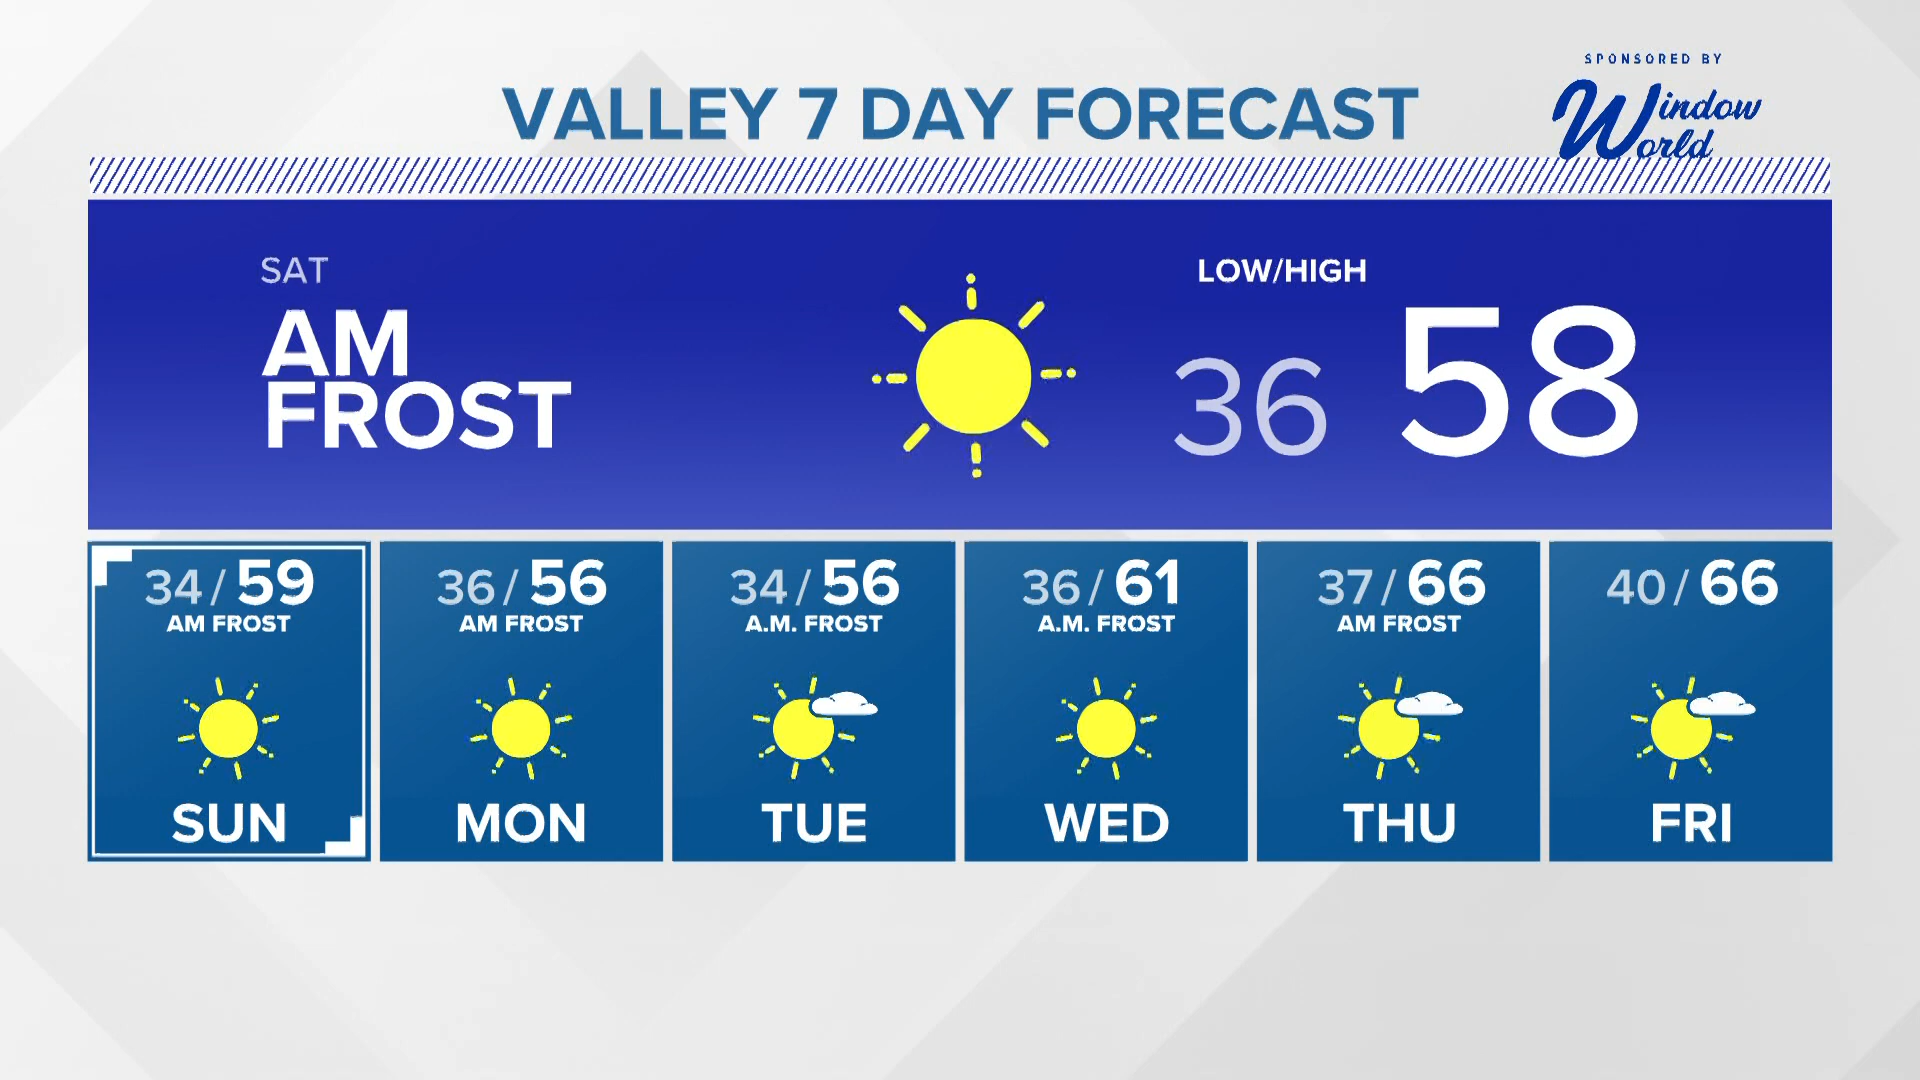 SPONSORED BY
Window
World
VALLEY 7 DAY FORECAST
SAT
AM
FROST
LOW/HIGH
36 58
34/59
AM FROST
SUN
36/56
AM FROST
MON
34/56
A.M. FROST
TUE
36/61
A.M. FROST
WED
37/66
AM FROST
THU
40/66
FRI